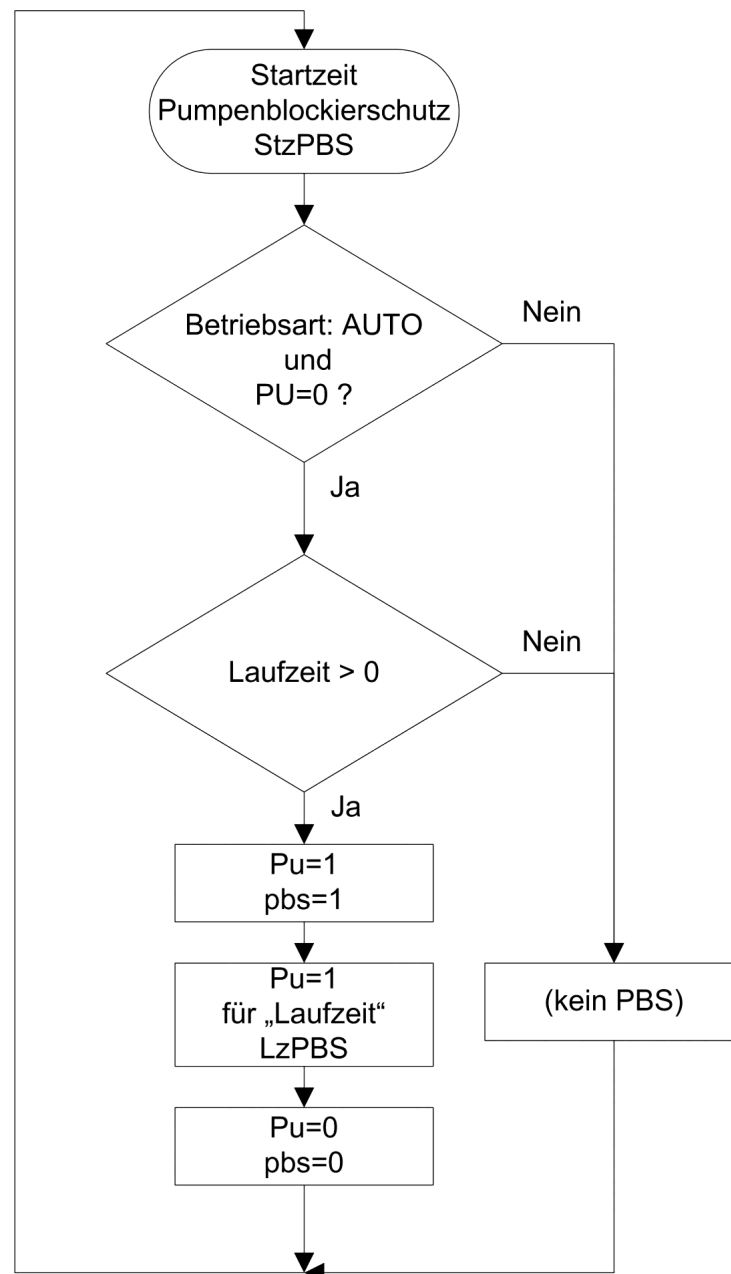 Startzeit
Pumpenblockierschutz
StzPBS
Betriebsart: AUTO
und
PU=0 ?
Nein
Ja
Laufzeit > 0
Nein
Ja
Pu=1
pbs=1
Pu=1
für „Laufzeit“
LzPBS
(kein PBS)
Pu=0
pbs=0